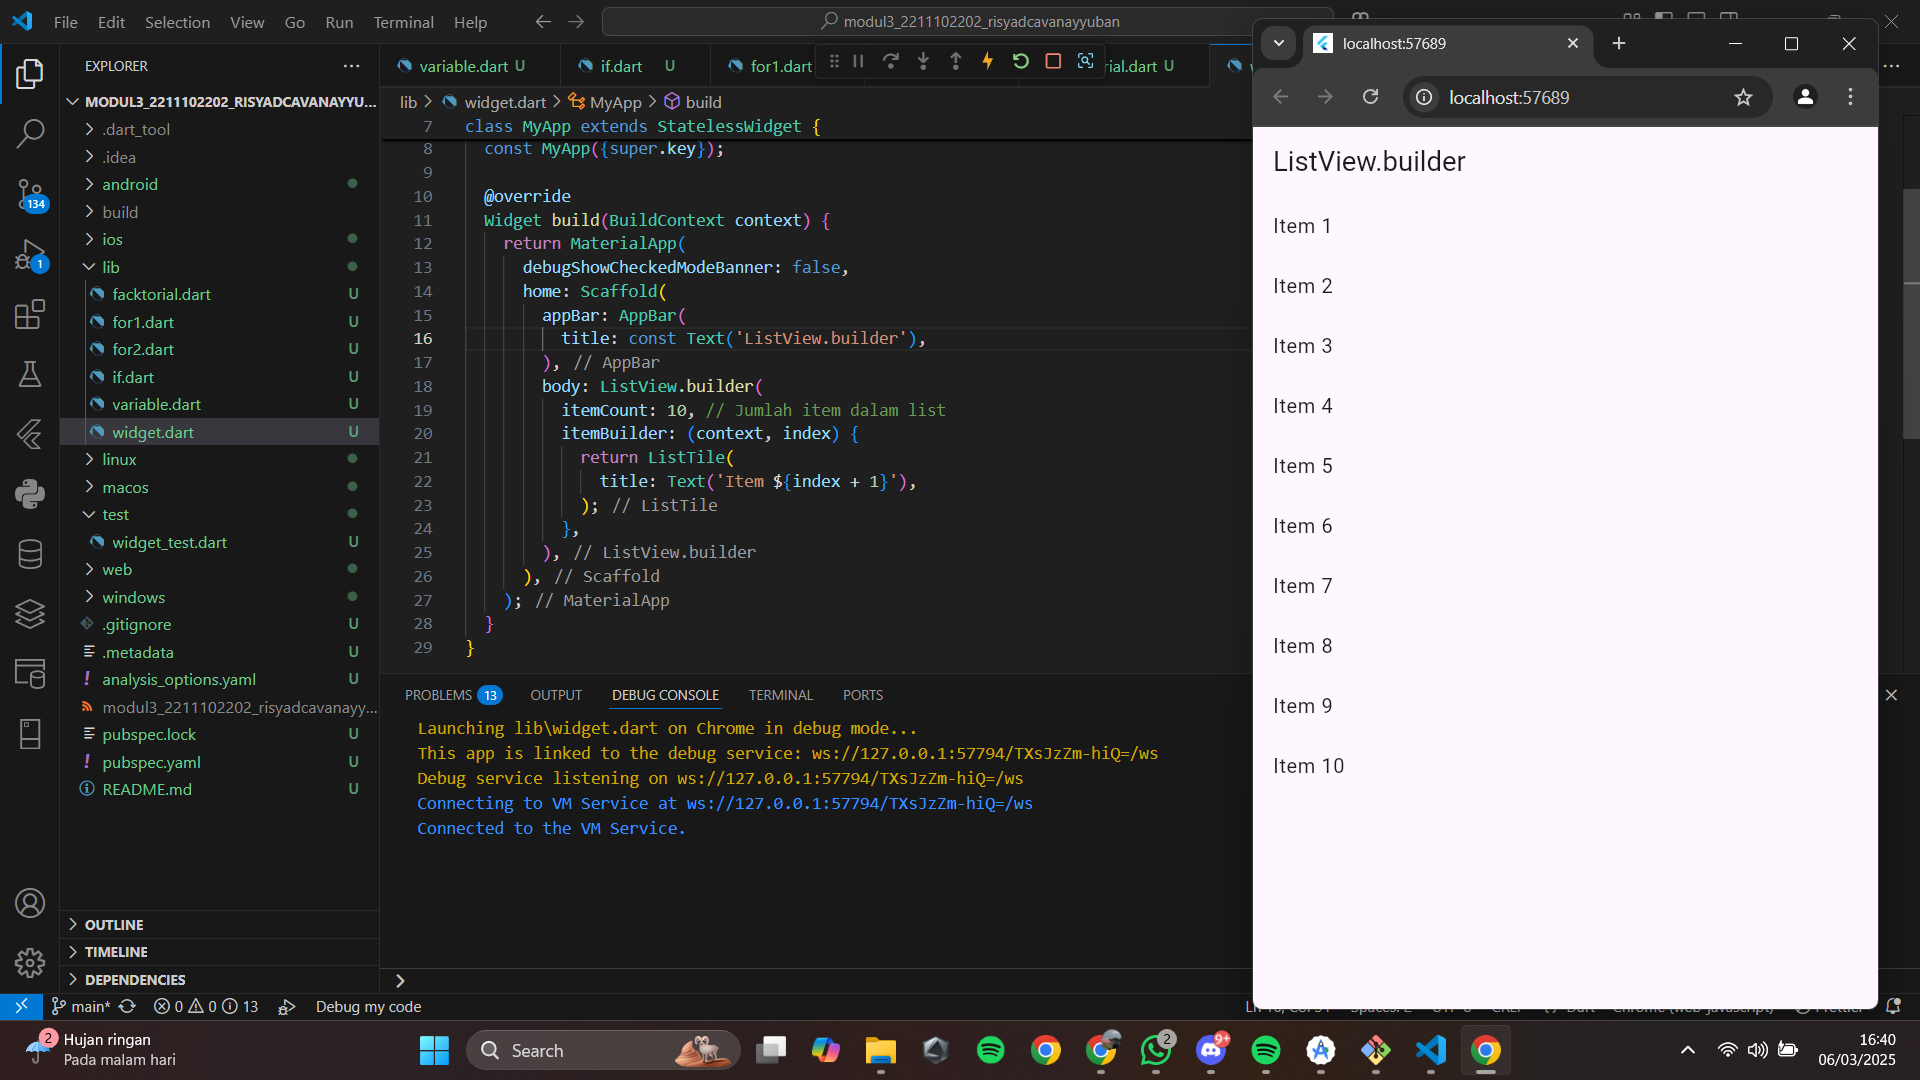 File Edit Selection View Go Run Terminal Help
modul3_2211102202_risyadcavanayyuban
EXPLORER
MODUL3_2211102202_RISYADCAVANAYYU...
.dart_tool
.idea
android
build
ios
lib
facktorial.dart U
for1.dart U
for2.dart U
if.dart U
variable.dart U
widget.dart U
linux
macos
test
widget_test.dart U
web
windows
.gitignore U
.metadata U
analysis_options.yaml U
modul3_2211102202_risyadcavanayy...
pubspec.lock U
pubspec.yaml U
README.md U
OUTLINE
TIMELINE
DEPENDENCIES
134
1
variable.dart U
if.dart U
for1.dart
rial.dart U
lib > widget.dart > MyApp > build
7 class MyApp extends StatelessWidget {
8 const MyApp({super.key});
9
10 @override
11 Widget build(BuildContext context) {
12 return MaterialApp(
13 debugShowCheckedModeBanner: false,
14 home: Scaffold(
15 appBar: AppBar(
16 title: const Text('ListView.builder'),
17 ), // AppBar
18 body: ListView.builder(
19 itemCount: 10, // Jumlah item dalam list
20 itemBuilder: (context, index) {
21 return ListTile(
22 title: Text('Item ${index + 1}'),
23 ); // ListTile
24 },
25 ), // ListView.builder
26 ), // Scaffold
27 ); // MaterialApp
28 }
29 }
PROBLEMS 13 OUTPUT DEBUG CONSOLE TERMINAL PORTS
Launching lib\widget.dart on Chrome in debug mode...
This app is linked to the debug service: ws://127.0.0.1:57794/TXsJzZm-hiQ=/ws
Debug service listening on ws://127.0.0.1:57794/TXsJzZm-hiQ=/ws
Connecting to VM Service at ws://127.0.0.1:57794/TXsJzZm-hiQ=/ws
Connected to the VM Service.
localhost:57689
localhost:57689
ListView.builder
Item 1
Item 2
Item 3
Item 4
Item 5
Item 6
Item 7
Item 8
Item 9
Item 10
main* 0 0 13 Debug my code
2
Hujan ringan
Pada malam hari
Search
2
9+
16:40
06/03/2025